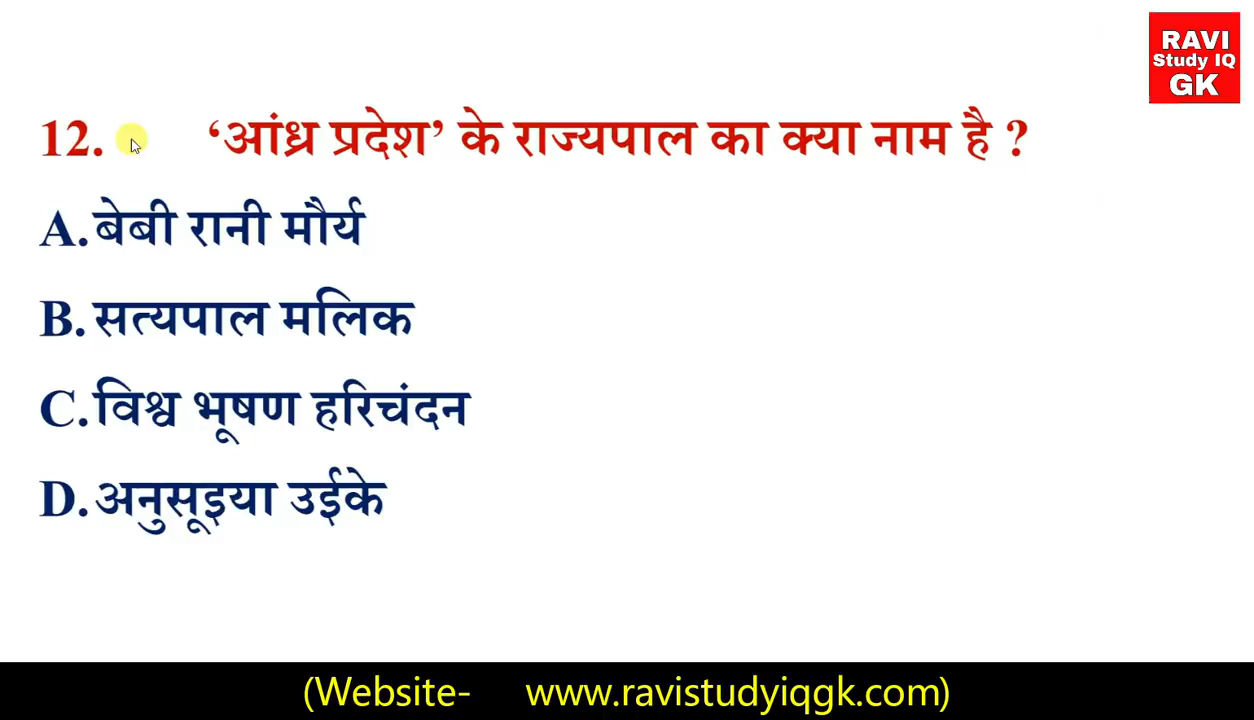 RAVI
Study IQ
GK
12. ‘आंध्र प्रदेश’ के राज्यपाल का क्या नाम है ?
A. बेबी रानी मौर्य
B. सत्यपाल मलिक
C. विश्व भूषण हरिचंदन
D. अनुसूइया उईके
(Website- www.ravistudyiqgk.com)